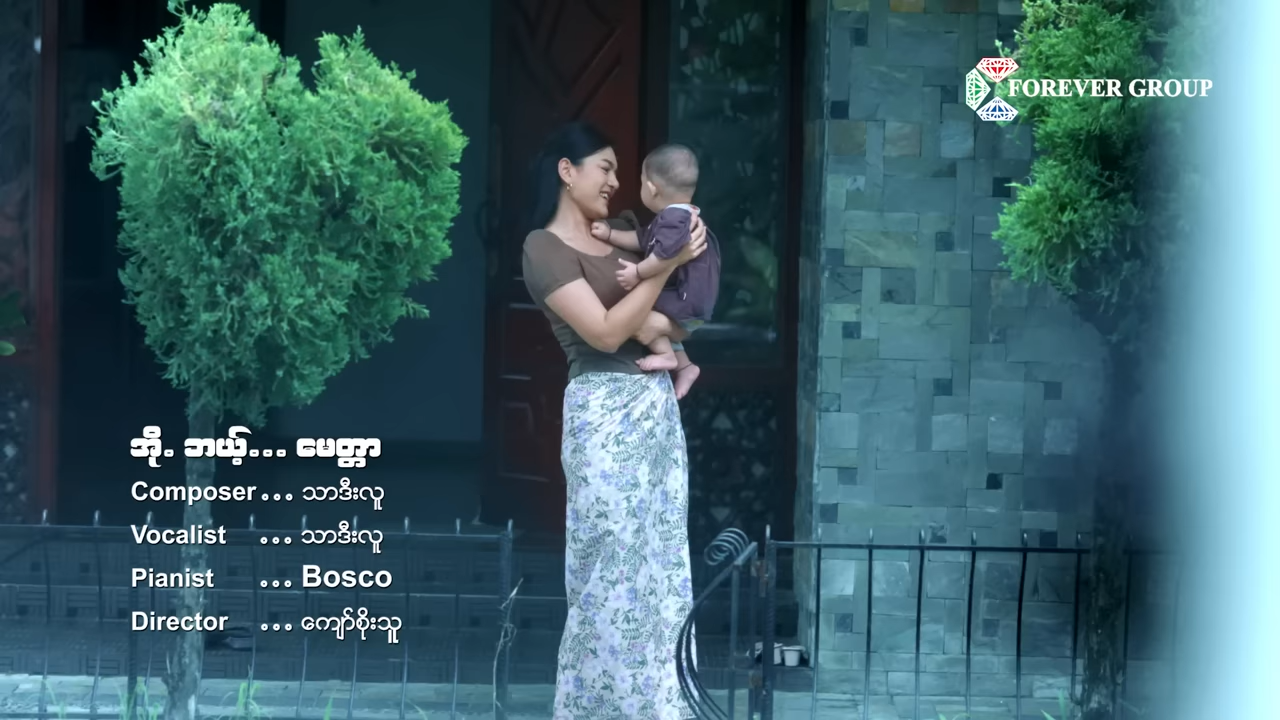 FOREVER GROUP
အို. ဘယ့်... မေတ္တာ
Composer... သာဒီးလူ
Vocalist ... သာဒီးလူ
Pianist ... Bosco
Director ... ကျော်စိုးသူ